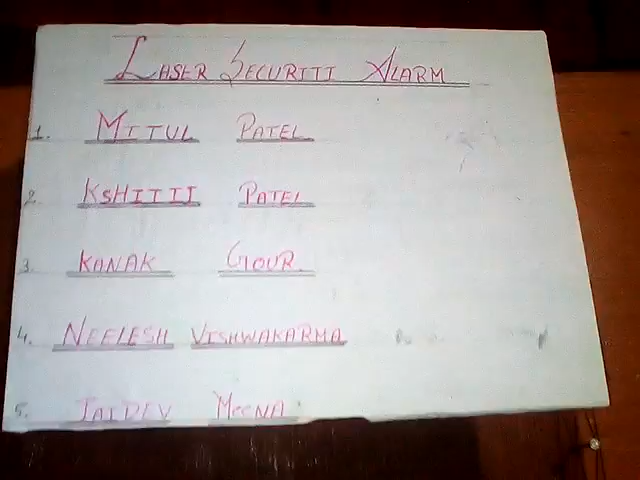 LASER SECURITI ALARM
1. MITUL PATEL
2. KSHITIJ PATEL
3. KANAK GOUR
4. NEELESH VISHWAKARMA
5. JAIDEV MEENA